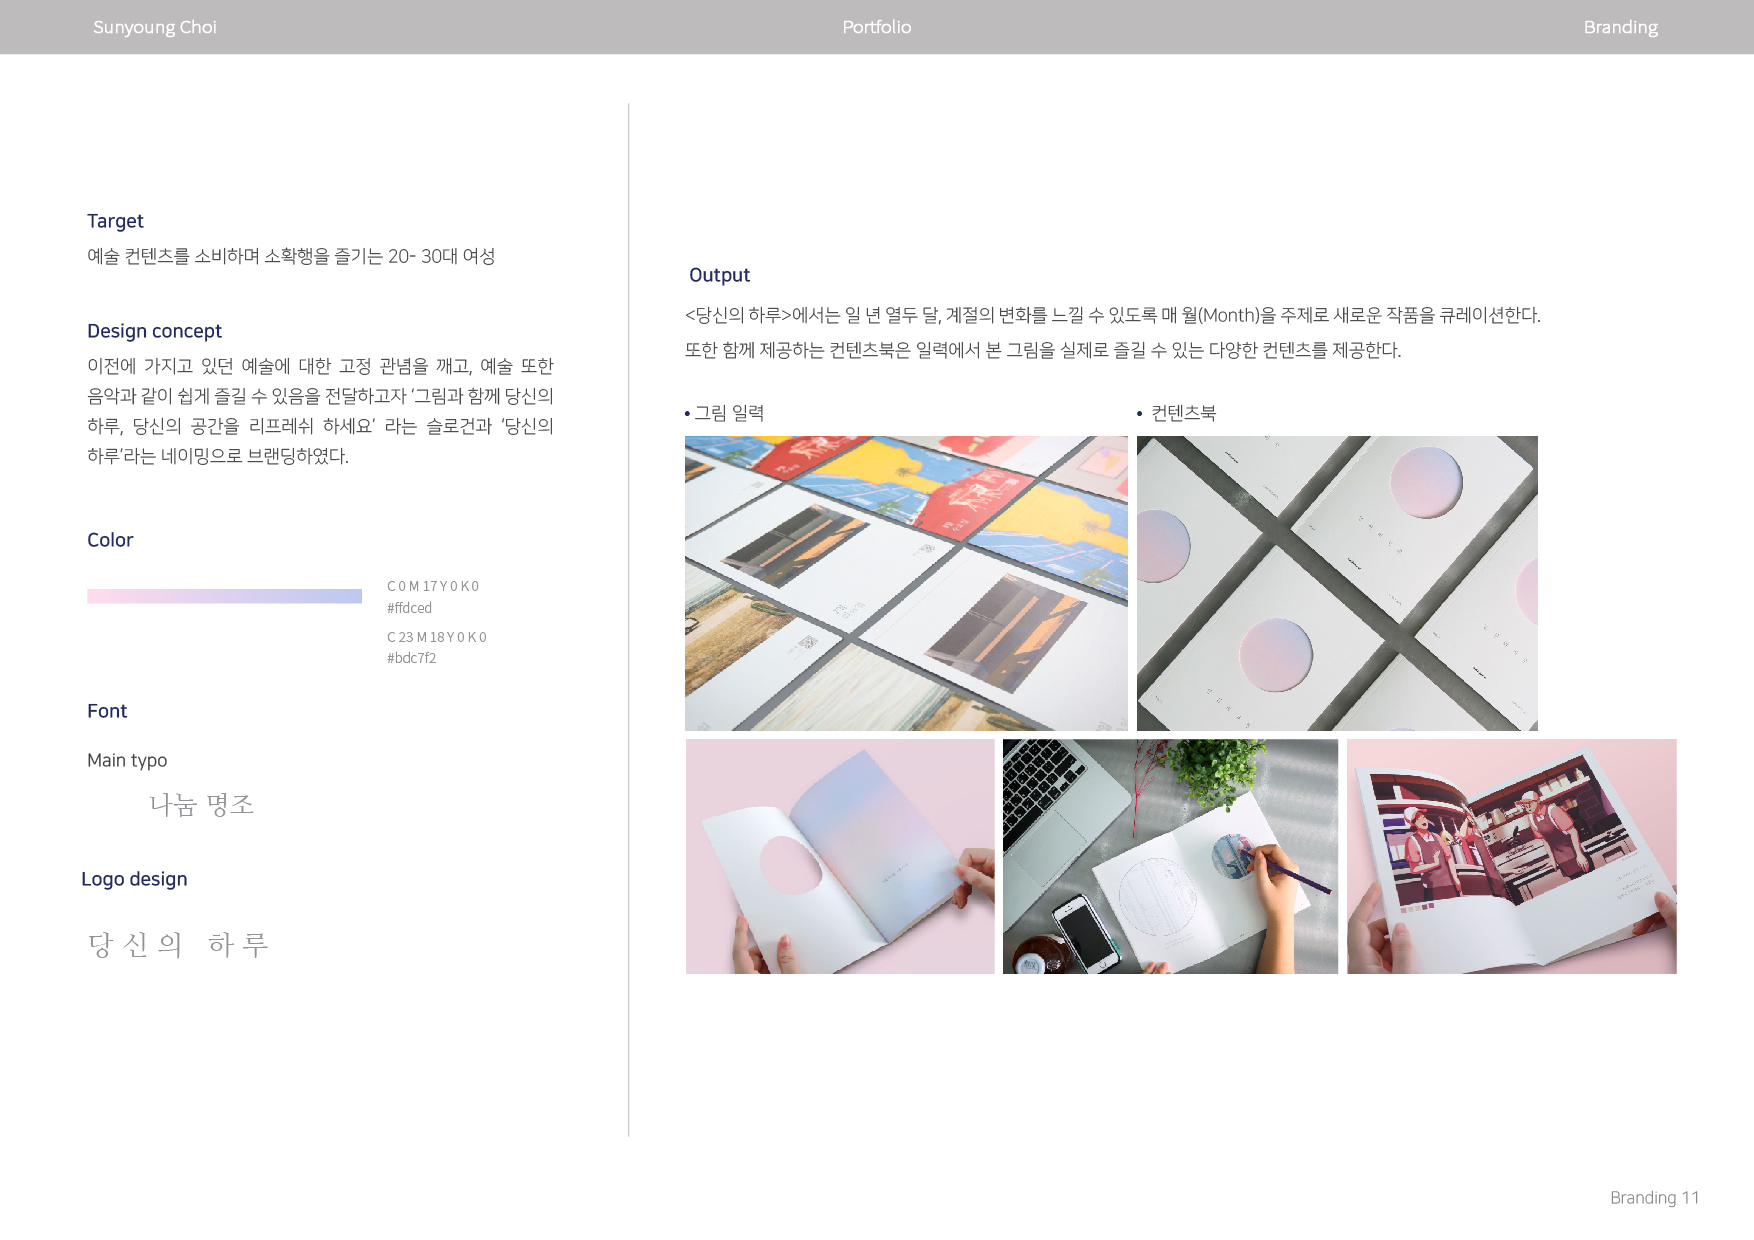 Sunyoung Choi
Portfolio
Branding
Target
예술 컨텐츠를 소비하며 소확행을 즐기는 20- 30대 여성
Design concept
이전에 가지고 있던 예술에 대한 고정 관념을 깨고, 예술 또한
음악과 같이 쉽게 즐길 수 있음을 전달하고자 ‘그림과 함께 당신의
하루, 당신의 공간을 리프레쉬 하세요’ 라는 슬로건과 ‘당신의
하루’라는 네이밍으로 브랜딩하였다.
Color
C 0 M 17 Y 0 K 0
#ffdced
C 23 M 18 Y 0 K 0
#bdc7f2
Font
Main typo
나눔 명조
Logo design
당신의 하루
Output
<당신의 하루>에서는 일 년 열두 달, 계절의 변화를 느낄 수 있도록 매 월(Month)을 주제로 새로운 작품을 큐레이션한다.
또한 함께 제공하는 컨텐츠북은 일력에서 본 그림을 실제로 즐길 수 있는 다양한 컨텐츠를 제공한다.
• 그림 일력
• 컨텐츠북
Branding 11